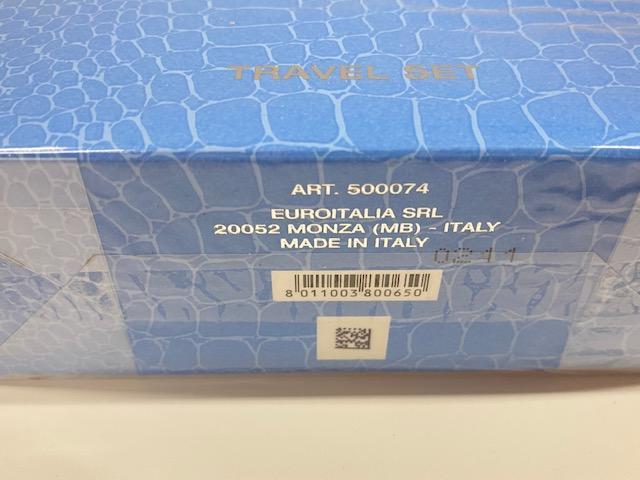 TRAVEL SET
ART. 500074
EUROITALIA SRL
20052 MONZA (MB) - ITALY
MADE IN ITALY
0211
8 011003 800650